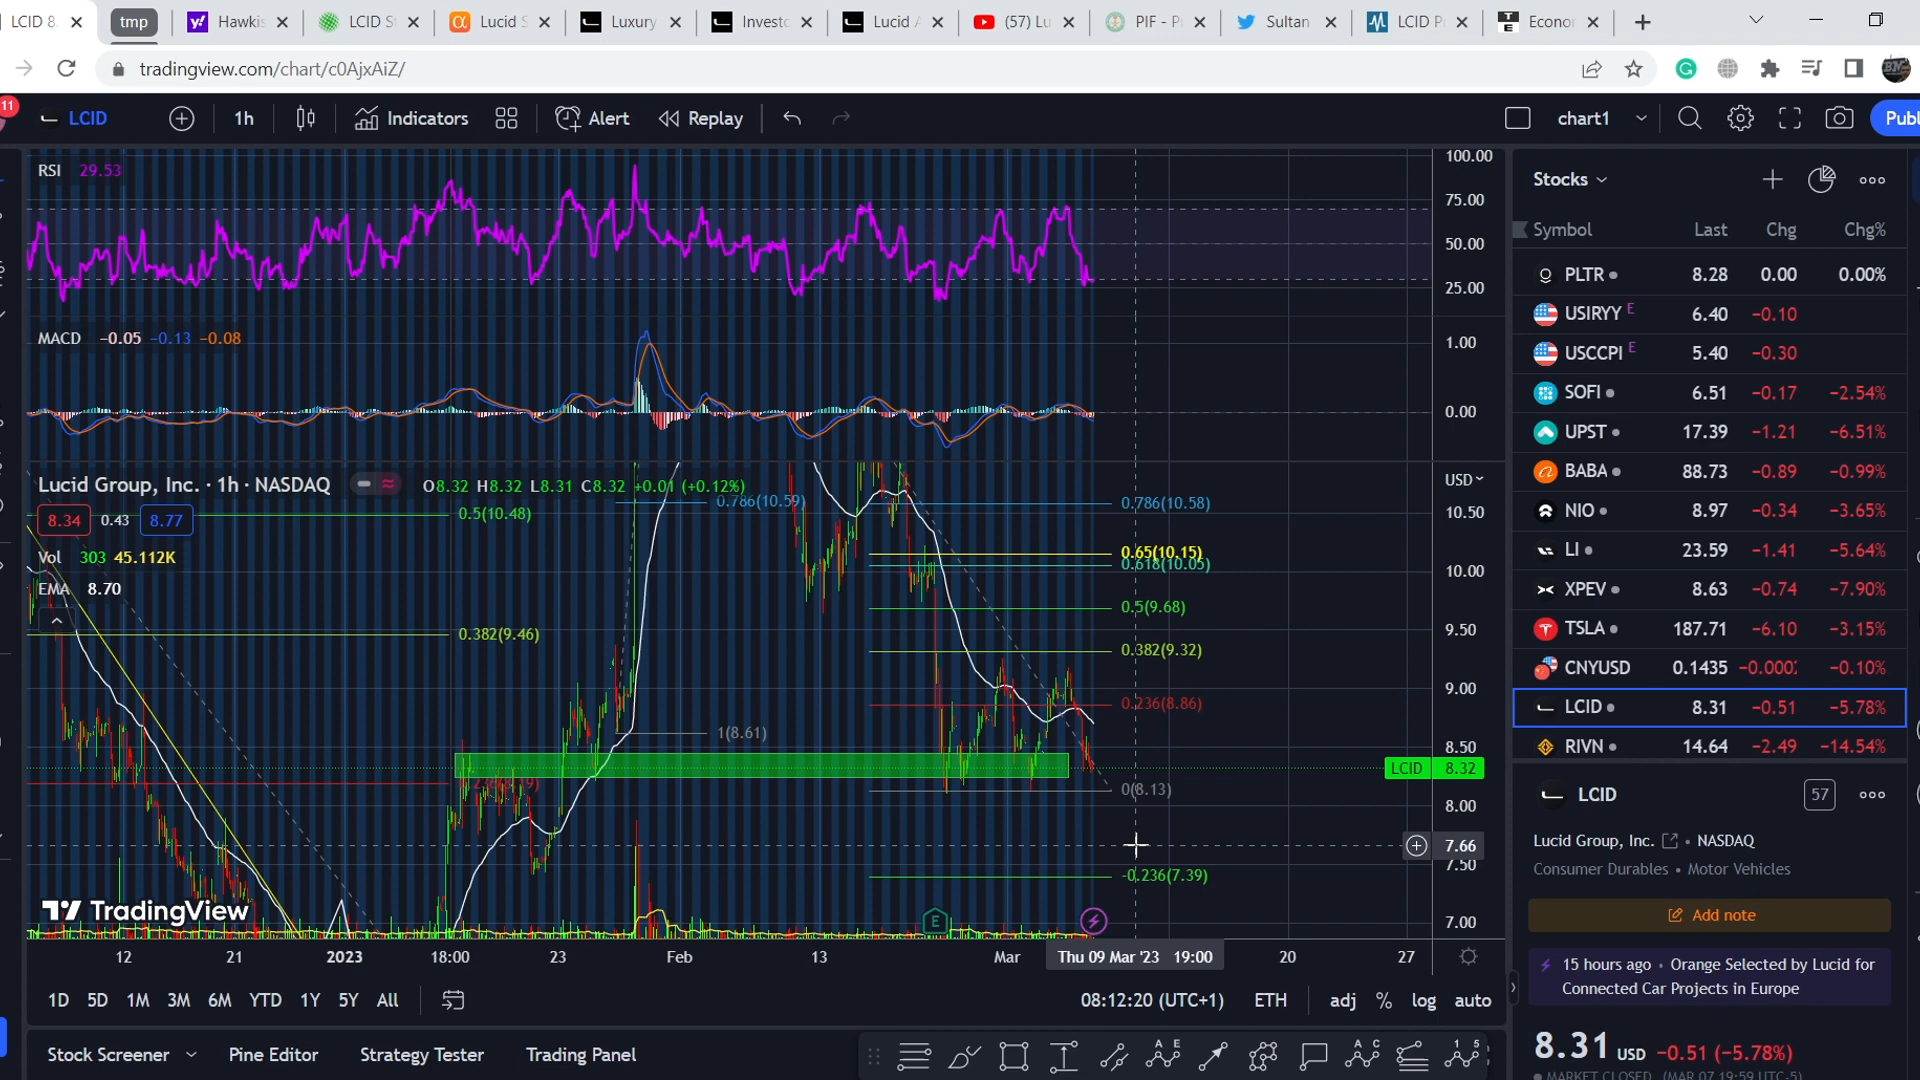 LCID 8.
tmp
Hawkis
LCID S
Lucid S
Luxury
Investo
Lucid A
(57) Lu
PIF - P
Sultan
LCID P
Econor
tradingview.com/chart/c0AjxAiZ/
11
LCID
1h
Indicators
Alert
Replay
chart1
Publ
RSI 29.53
100.00
75.00
50.00
25.00
MACD −0.05 −0.13 −0.08
1.00
0.00
Lucid Group, Inc. · 1h · NASDAQ
O8.32 H8.32 L8.31 C8.32 +0.01 (+0.12%)
8.34 0.43 8.77
Vol 303 45.112K
EMA 8.70
0.5(10.48)
0.786(10.59)
0.382(9.46)
1(8.61)
0.786(10.58)
0.65(10.15)
0.618(10.05)
0.5(9.68)
0.382(9.32)
0.236(8.86)
0(8.13)
-0.236(7.39)
USD
10.50
10.00
9.50
9.00
8.50
LCID 8.32
8.00
7.66
7.50
7.00
TradingView
E
12
21
2023
18:00
23
Feb
13
Mar
Thu 09 Mar '23 19:00
20
27
1D 5D 1M 3M 6M YTD 1Y 5Y All
08:12:20 (UTC+1)
ETH
adj % log auto
Stock Screener
Pine Editor
Strategy Tester
Trading Panel
Stocks
Symbol Last Chg Chg%
PLTR 8.28 0.00 0.00%
USIRYY E 6.40 −0.10
USCCPI E 5.40 −0.30
SOFI 6.51 −0.17 −2.54%
UPST 17.39 −1.21 −6.51%
BABA 88.73 −0.89 −0.99%
NIO 8.97 −0.34 −3.65%
LI 23.59 −1.41 −5.64%
XPEV 8.63 −0.74 −7.90%
TSLA 187.71 −6.10 −3.15%
CNYUSD 0.1435 −0.10%
LCID 8.31 −0.51 −5.78%
RIVN 14.64 −2.49 −14.54%
LCID
57
Lucid Group, Inc. • NASDAQ
Consumer Durables • Motor Vehicles
Add note
15 hours ago • Orange Selected by Lucid for
Connected Car Projects in Europe
8.31 USD −0.51 (−5.78%)
MARKET CLOSED (MAR 07 19:59 UTC-5)